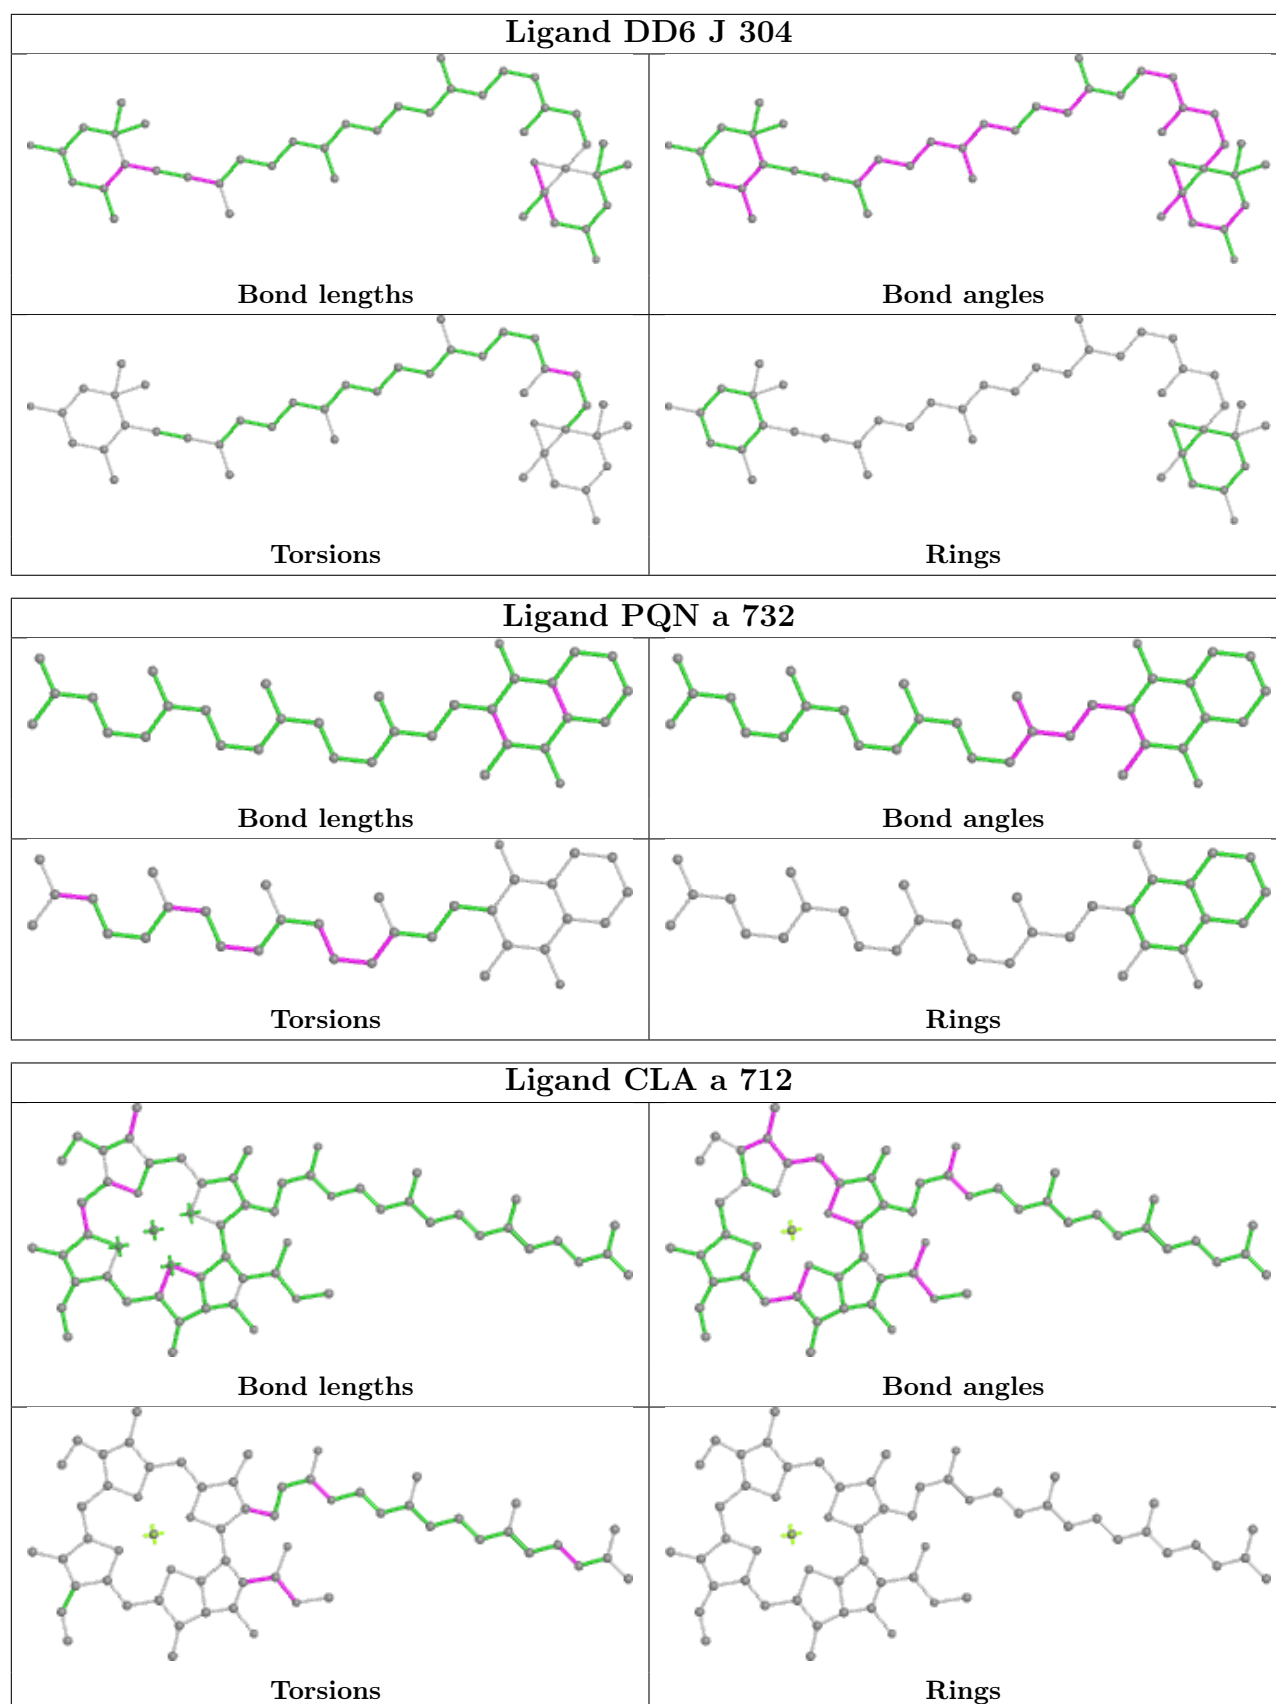 Ligand DD6 J 304
Bond lengths
Bond angles
Torsions
Rings
Ligand PQN a 732
Bond lengths
Bond angles
Torsions
Rings
Ligand CLA a 712
Bond lengths
Bond angles
Torsions
Rings